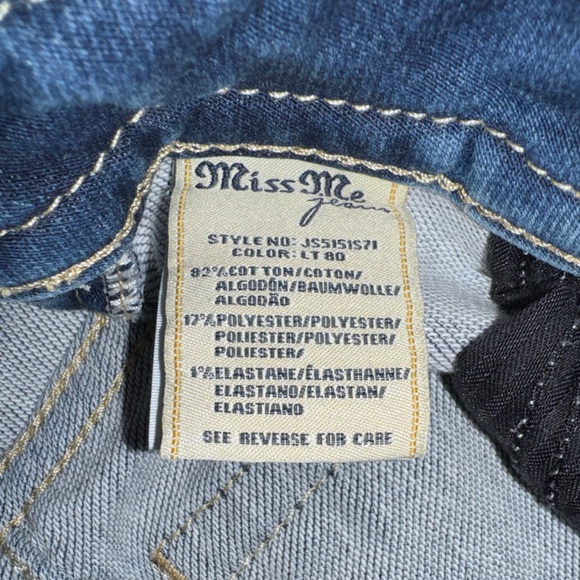 Miss Me
jeans
STYLE NO: JS5151S71
COLOR: LT 80
82% COTTON/COTON/
ALGODÓN/BAUMWOLLE/
ALGODÃO
17% POLYESTER/POLYESTER/
POLIESTER/POLYESTER/
POLIESTER/
1% ELASTANE/ÉLASTHANNE/
ELASTANO/ELASTAN/
ELASTIANO
SEE REVERSE FOR CARE